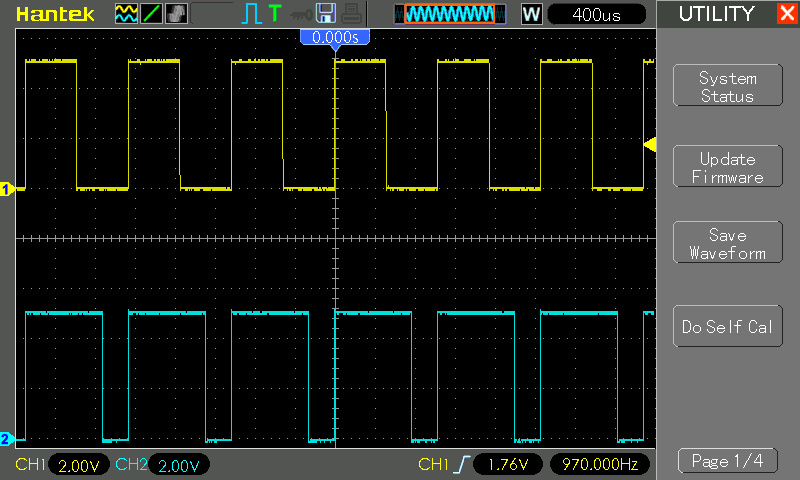 Hantek
T
W
400us
UTILITY
0.000s
System
Status
Update
Firmware
Save
Waveform
Do Self Cal
1
2
CH1 2.00V CH2 2.00V CH1 1.76V 970.000Hz
Page 1/4